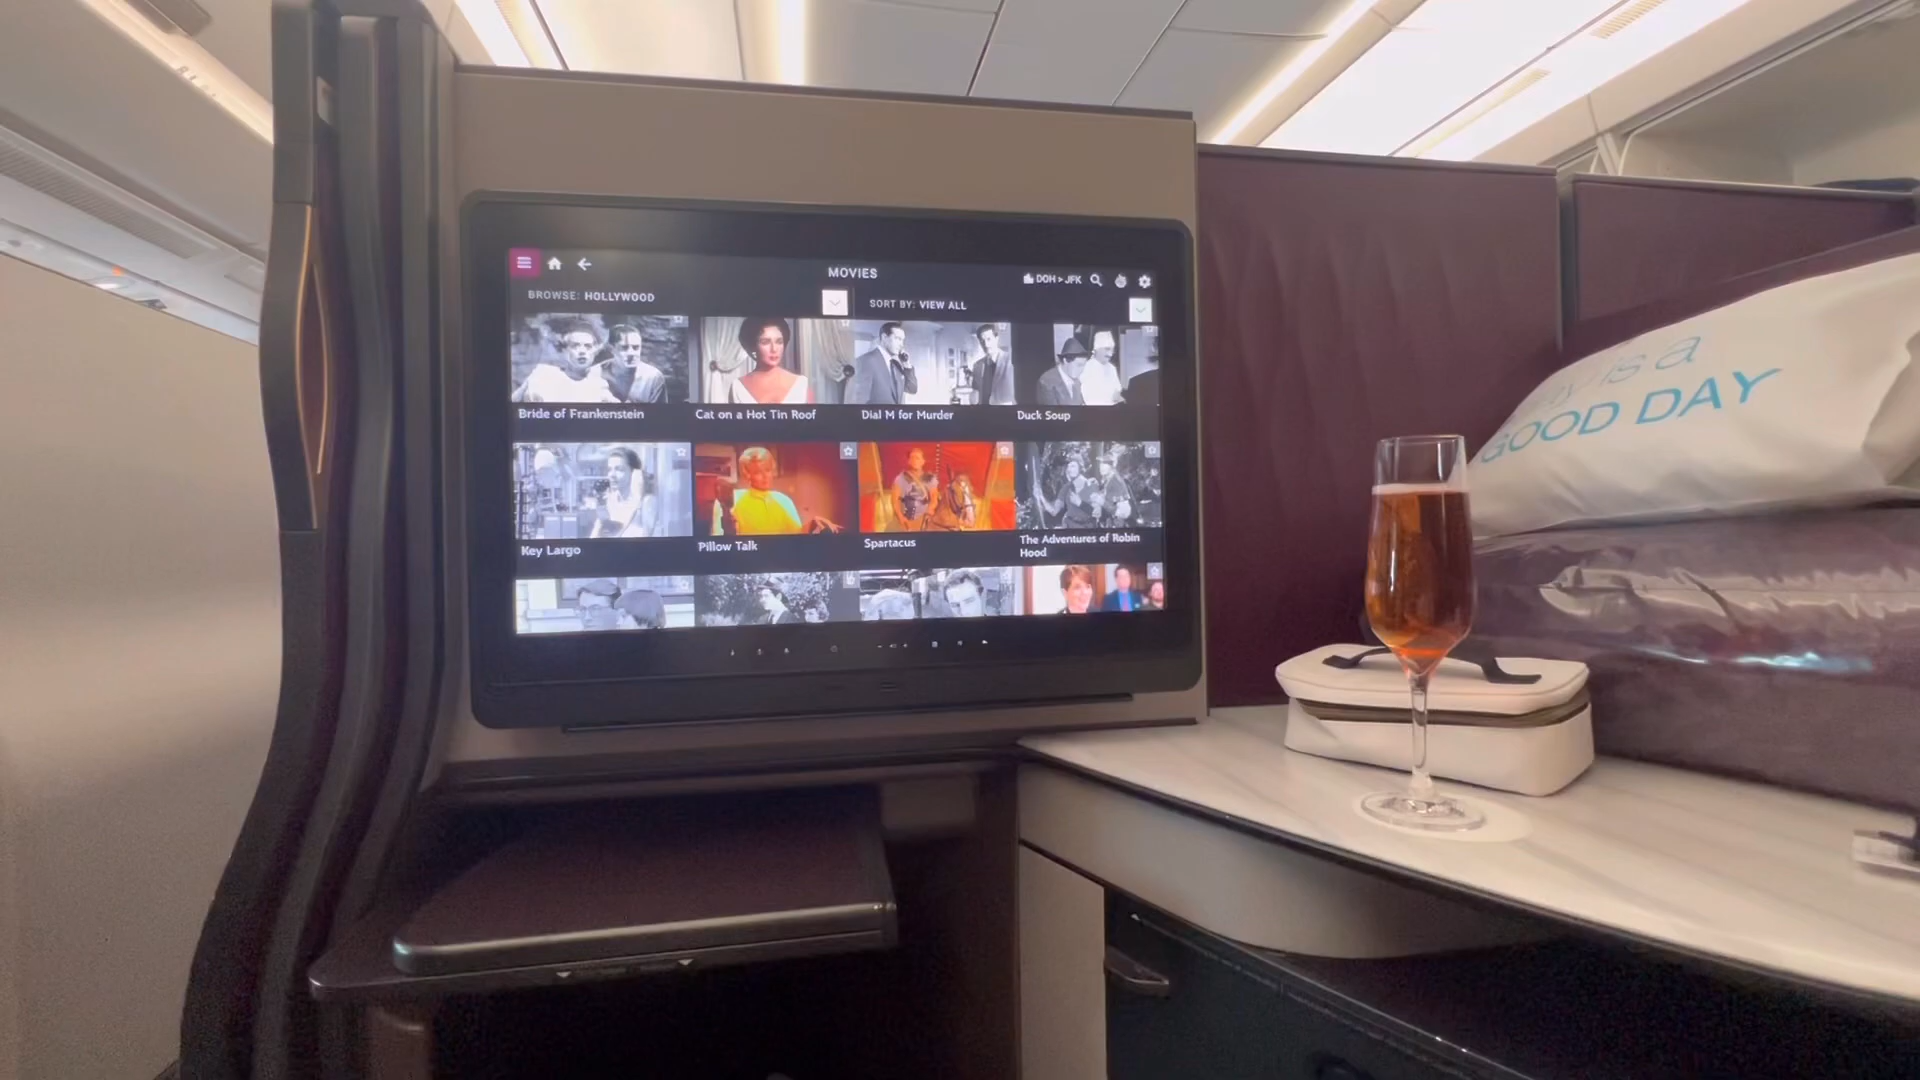 MOVIES
DOH > JFK
BROWSE: HOLLYWOOD
SORT BY: VIEW ALL
Bride of Frankenstein
Cat on a Hot Tin Roof
Dial M for Murder
Duck Soup
Key Largo
Pillow Talk
Spartacus
The Adventures of Robin
Hood
is a
GOOD DAY